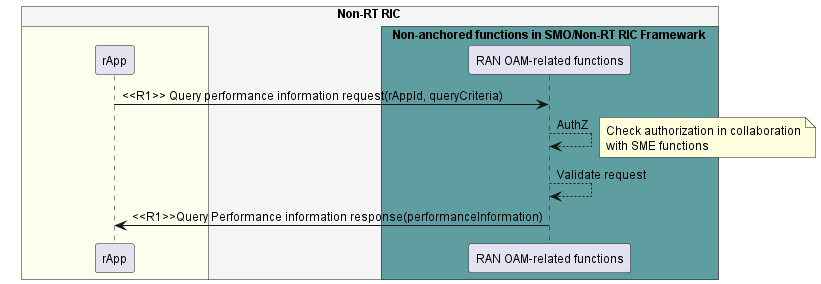 Non-RT RIC
Non-anchored functions in SMO/Non-RT RIC Framewark
rApp
RAN OAM-related functions
<<R1>> Query performance information request(rAppId, queryCriteria)
AuthZ
Check authorization in collaboration
with SME functions
Validate request
<<R1>>Query Performance information response(performanceInformation)
rApp
RAN OAM-related functions